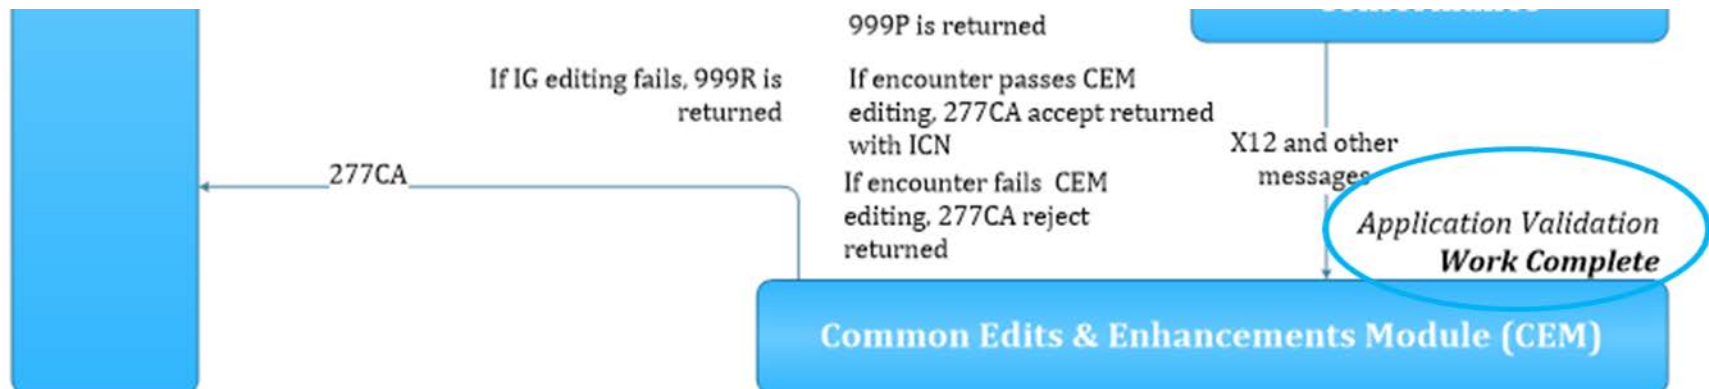 999P is returned
If IG editing fails, 999R is
returned
If encounter passes CEM
editing, 277CA accept returned
with ICN
If encounter fails CEM
editing, 277CA reject
returned
X12 and other
messages
277CA
Application Validation
Work Complete
Common Edits & Enhancements Module (CEM)